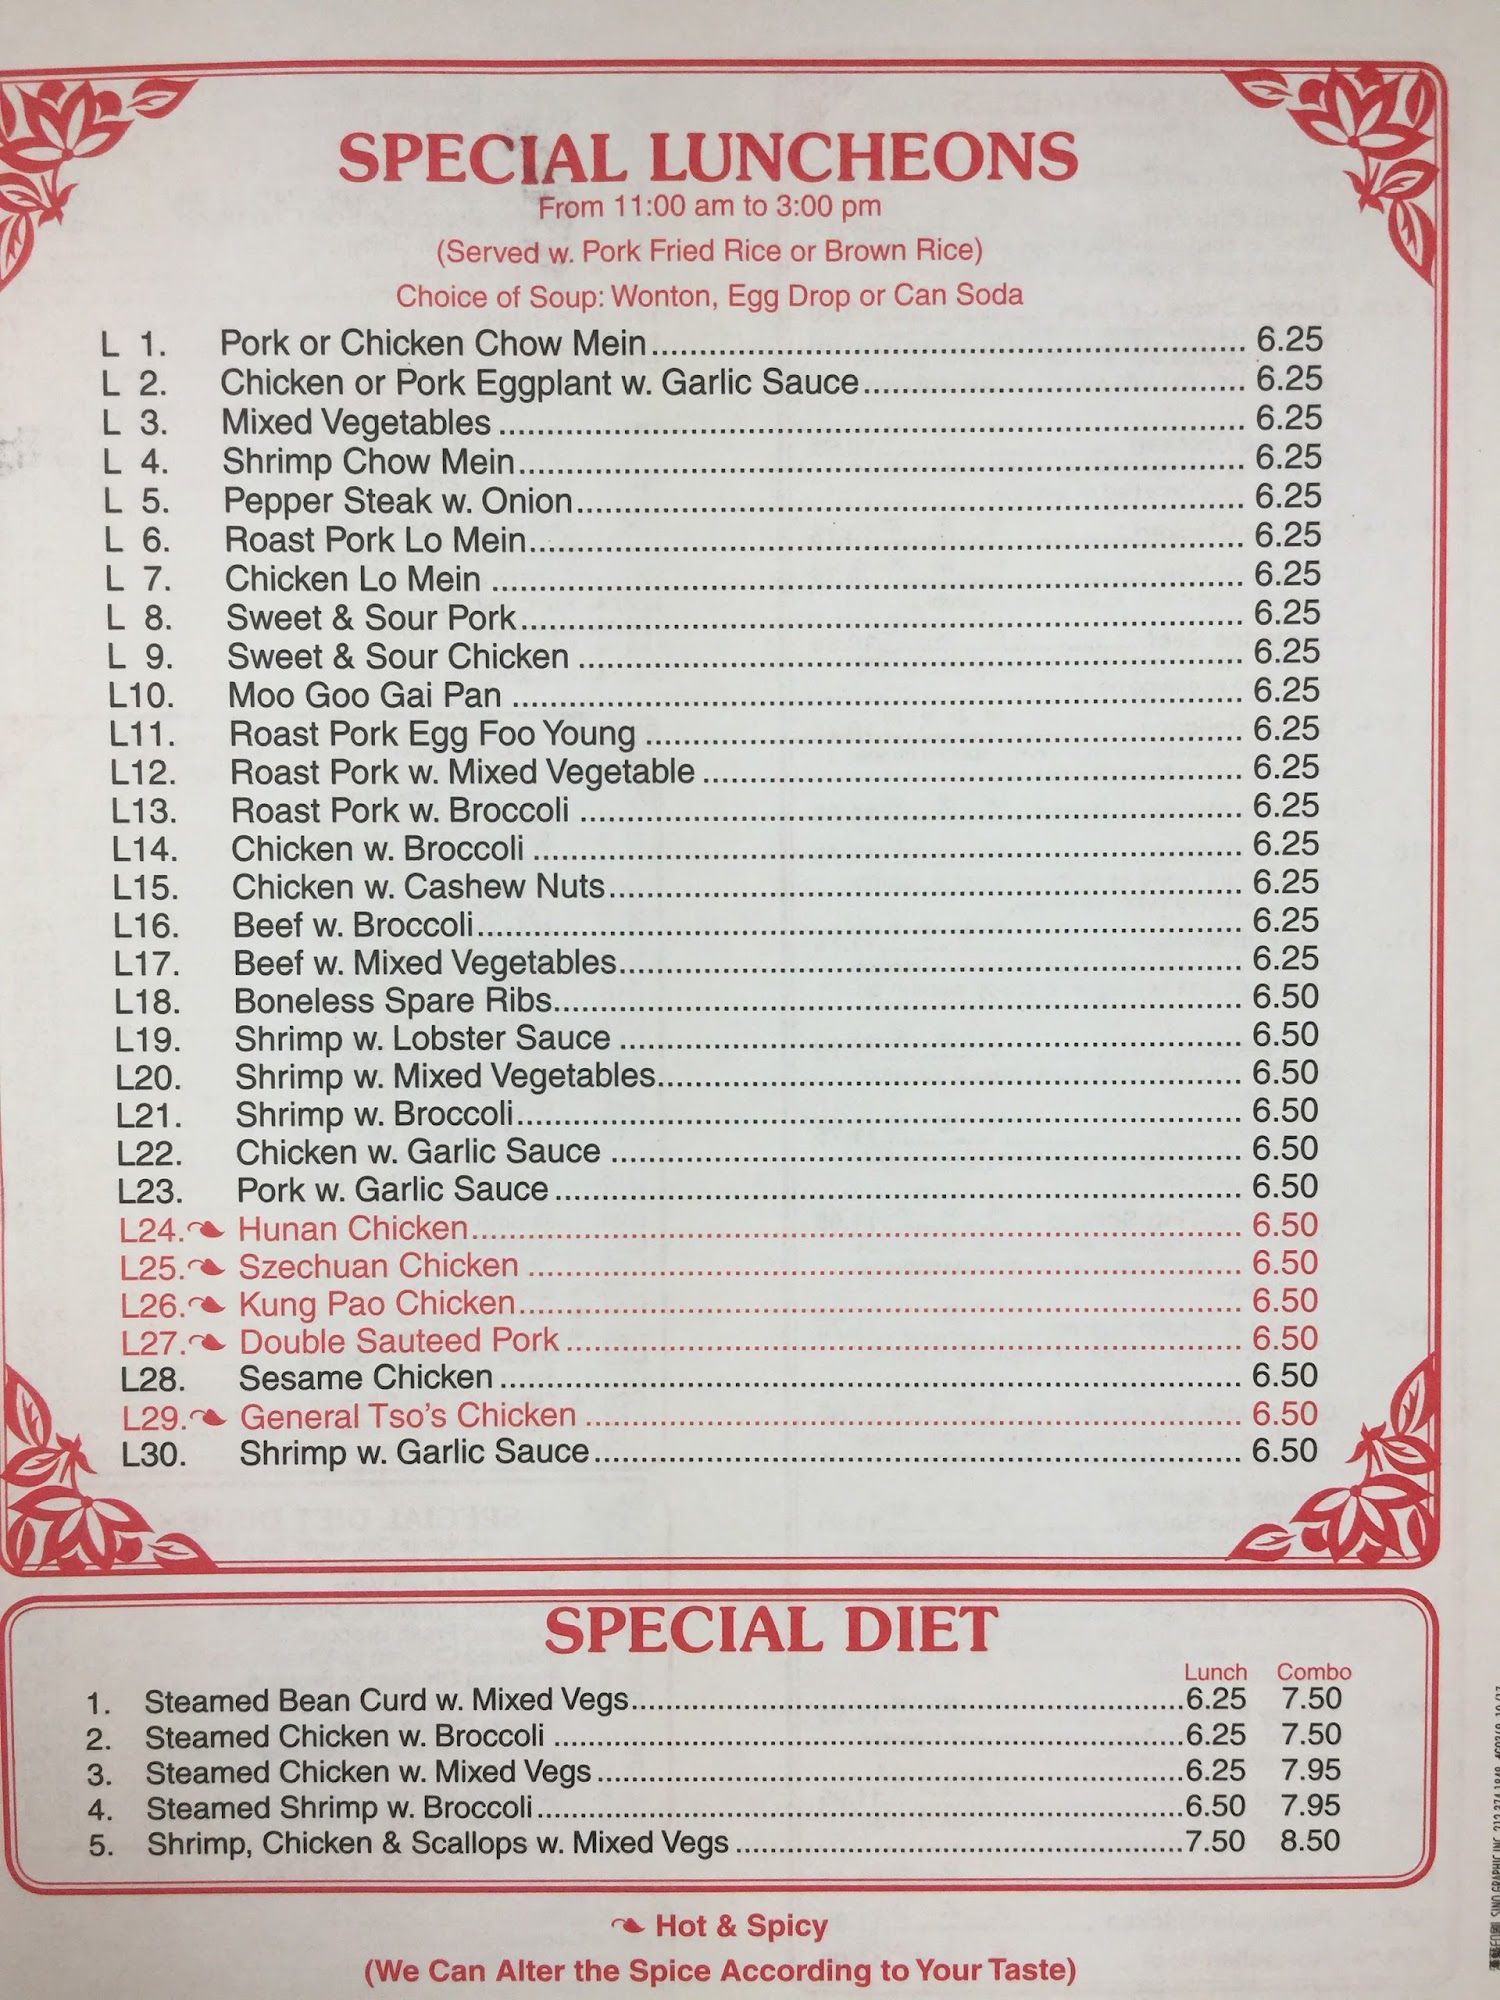 SPECIAL LUNCHEONS
From 11:00 am to 3:00 pm
(Served w. Pork Fried Rice or Brown Rice)
Choice of Soup: Wonton, Egg Drop or Can Soda
L 1. Pork or Chicken Chow Mein 6.25
L 2. Chicken or Pork Eggplant w. Garlic Sauce 6.25
L 3. Mixed Vegetables 6.25
L 4. Shrimp Chow Mein 6.25
L 5. Pepper Steak w. Onion 6.25
L 6. Roast Pork Lo Mein 6.25
L 7. Chicken Lo Mein 6.25
L 8. Sweet & Sour Pork 6.25
L 9. Sweet & Sour Chicken 6.25
L10. Moo Goo Gai Pan 6.25
L11. Roast Pork Egg Foo Young 6.25
L12. Roast Pork w. Mixed Vegetable 6.25
L13. Roast Pork w. Broccoli 6.25
L14. Chicken w. Broccoli 6.25
L15. Chicken w. Cashew Nuts 6.25
L16. Beef w. Broccoli 6.25
L17. Beef w. Mixed Vegetables 6.25
L18. Boneless Spare Ribs 6.50
L19. Shrimp w. Lobster Sauce 6.50
L20. Shrimp w. Mixed Vegetables 6.50
L21. Shrimp w. Broccoli 6.50
L22. Chicken w. Garlic Sauce 6.50
L23. Pork w. Garlic Sauce 6.50
L24. Hunan Chicken 6.50
L25. Szechuan Chicken 6.50
L26. Kung Pao Chicken 6.50
L27. Double Sauteed Pork 6.50
L28. Sesame Chicken 6.50
L29. General Tso's Chicken 6.50
L30. Shrimp w. Garlic Sauce 6.50
SPECIAL DIET
Lunch Combo
1. Steamed Bean Curd w. Mixed Vegs 6.25 7.50
2. Steamed Chicken w. Broccoli 6.25 7.50
3. Steamed Chicken w. Mixed Vegs 6.25 7.95
4. Steamed Shrimp w. Broccoli 6.50 7.95
5. Shrimp, Chicken & Scallops w. Mixed Vegs 7.50 8.50
Hot & Spicy
(We Can Alter the Spice According to Your Taste)